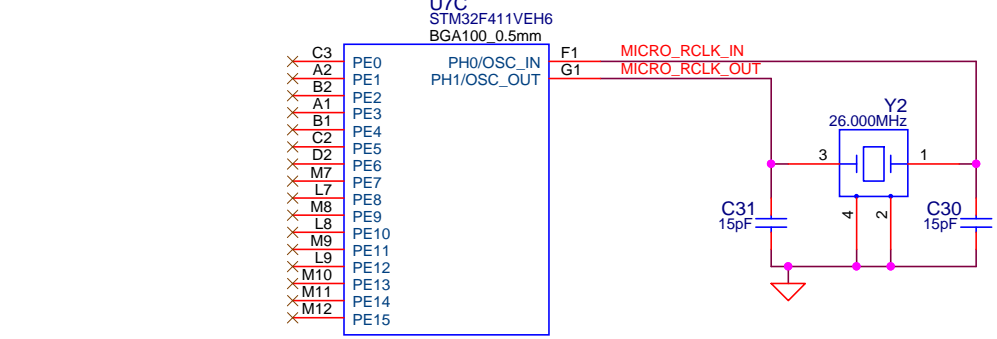 U7C
STM32F411VEH6
BGA100_0.5mm
C3 PE0 PH0/OSC_IN F1 MICRO_RCLK_IN
A2 PE1 PH1/OSC_OUT G1 MICRO_RCLK_OUT
B2 PE2
A1 PE3
B1 PE4
C2 PE5
D2 PE6
M7 PE7
L7 PE8
M8 PE9
L8 PE10
M9 PE11
L9 PE12
M10 PE13
M11 PE14
M12 PE15
Y2
26.000MHz
3 1
4 2
C31
15pF
C30
15pF